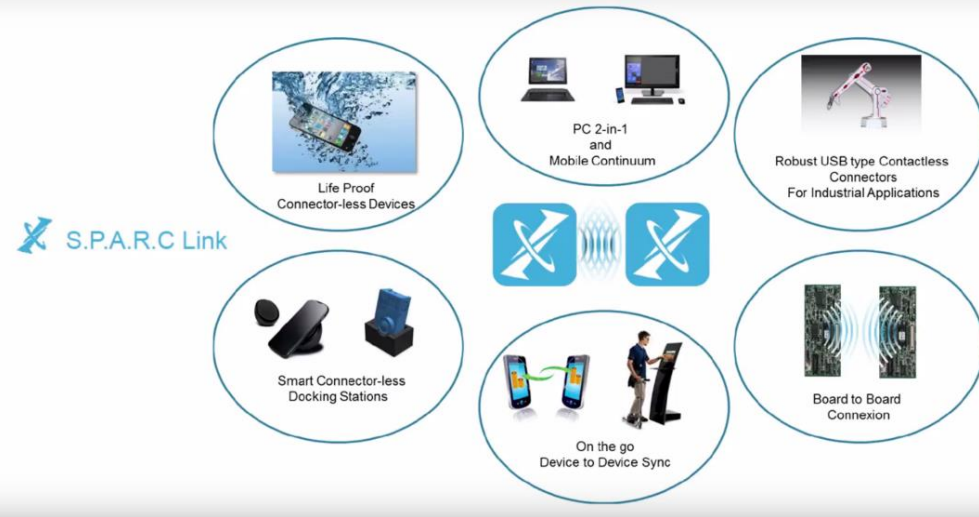 S.P.A.R.C Link
Life Proof
Connector-less Devices
PC 2-in-1
and
Mobile Continuum
Robust USB type Contactless
Connectors
For Industrial Applications
Smart Connector-less
Docking Stations
On the go
Device to Device Sync
Board to Board
Connexion